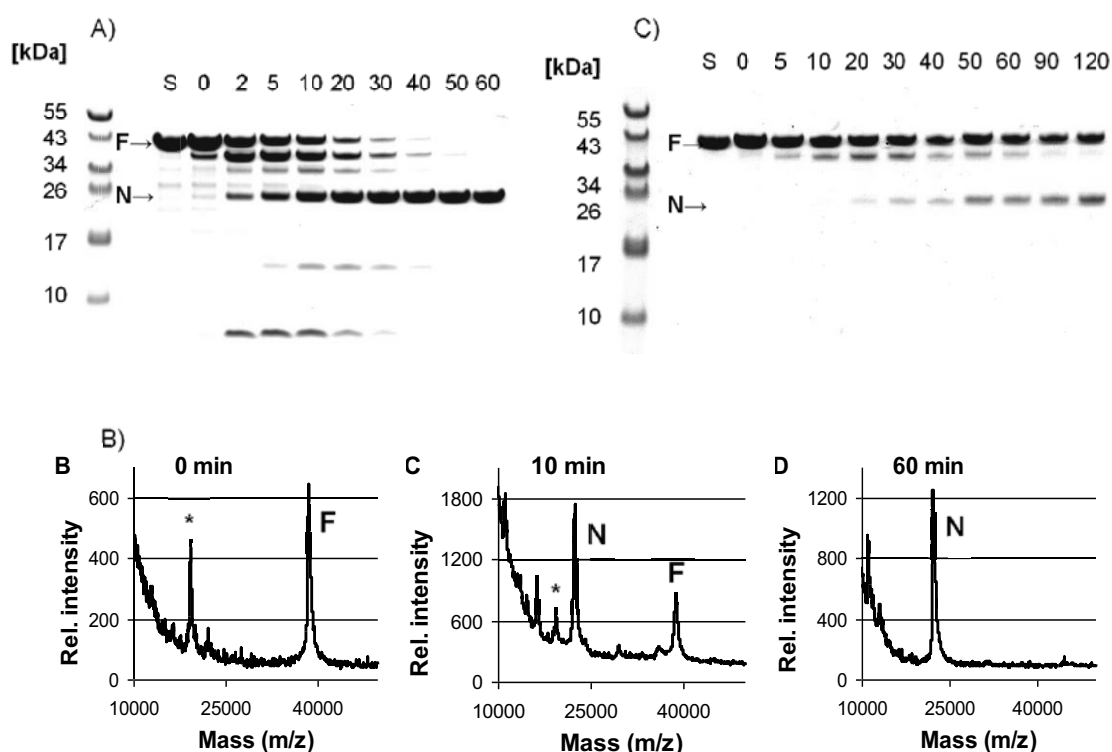 A)
[kDa]
S 0 2 5 10 20 30 40 50 60
55
43
34
26
17
10
F→
N→
C)
[kDa]
S 0 5 10 20 30 40 50 60 90 120
55
43
34
26
17
10
F→
N→
B)
B 0 min
Rel. intensity
600
400
200
0
*
F
10000 25000 40000
Mass (m/z)
C 10 min
Rel. intensity
1800
1200
600
0
*
N
F
10000 25000 40000
Mass (m/z)
D 60 min
Rel. intensity
1200
800
400
0
N
10000 25000 40000
Mass (m/z)